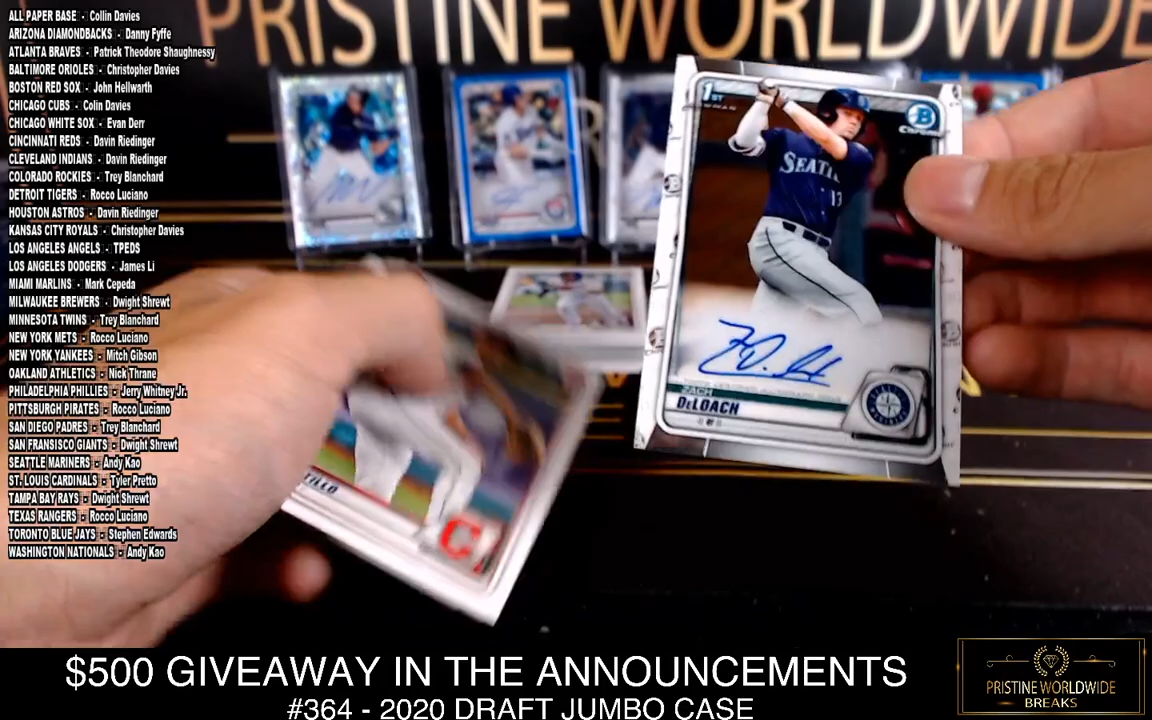 PRISTINE WORLDWIDE
ALL PAPER BASE - Collin Davies
ARIZONA DIAMONDBACKS - Danny Fyffe
ATLANTA BRAVES - Patrick Theodore Shaughnessy
BALTIMORE ORIOLES - Christopher Davies
BOSTON RED SOX - John Hellwarth
CHICAGO CUBS - Colin Davies
CHICAGO WHITE SOX - Evan Derr
CINCINNATI REDS - Davin Riedinger
CLEVELAND INDIANS - Davin Riedinger
COLORADO ROCKIES - Trey Blanchard
DETROIT TIGERS - Rocco Luciano
HOUSTON ASTROS - Davin Riedinger
KANSAS CITY ROYALS - Christopher Davies
LOS ANGELES ANGELS - TPEDS
LOS ANGELES DODGERS - James Li
MIAMI MARLINS - Mark Cepeda
MILWAUKEE BREWERS - Dwight Shrewt
MINNESOTA TWINS - Trey Blanchard
NEW YORK METS - Rocco Luciano
NEW YORK YANKEES - Mitch Gibson
OAKLAND ATHLETICS - Nick Thrane
PHILADELPHIA PHILLIES - Jerry Whitney Jr.
PITTSBURGH PIRATES - Rocco Luciano
SAN DIEGO PADRES - Trey Blanchard
SAN FRANSISCO GIANTS - Dwight Shrewt
SEATTLE MARINERS - Andy Kao
ST. LOUIS CARDINALS - Tyler Pretto
TAMPA BAY RAYS - Dwight Shrewt
TEXAS RANGERS - Rocco Luciano
TORONTO BLUE JAYS - Stephen Edwards
WASHINGTON NATIONALS - Andy Kao
1ST
B
CHROME
SEATTL
13
ZACH
DELOACH
C
$500 GIVEAWAY IN THE ANNOUNCEMENTS
#364 - 2020 DRAFT JUMBO CASE
PRISTINE WORLDWIDE
BREAKS